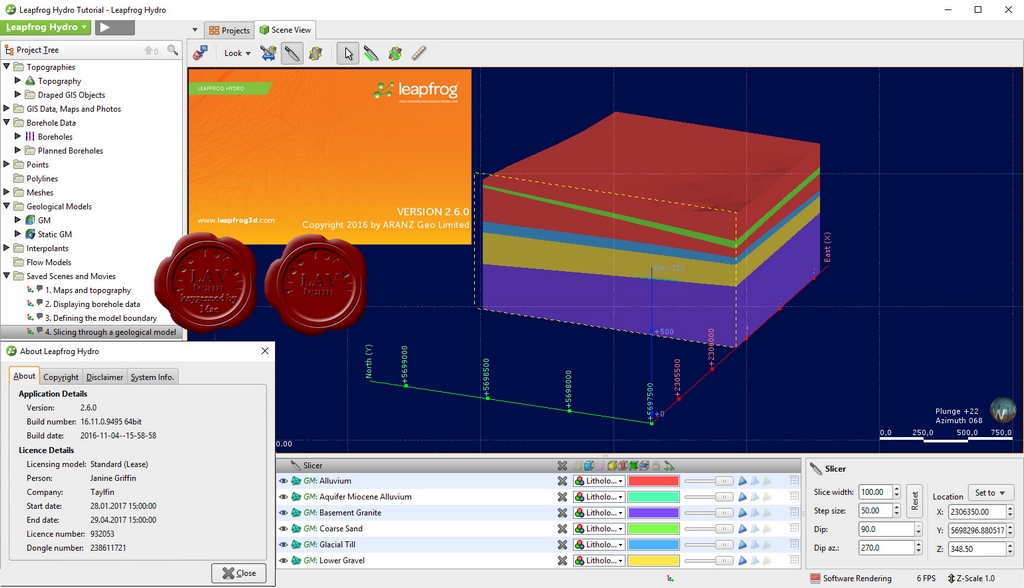 Leapfrog Hydro Tutorial - Leapfrog Hydro
Leapfrog Hydro
Projects
Scene View
Project Tree
0
Look
Topographies
Topography
Draped GIS Objects
GIS Data, Maps and Photos
Borehole Data
Boreholes
Planned Boreholes
Points
Polylines
Meshes
Geological Models
GM
Static GM
Interpolants
Flow Models
Saved Scenes and Movies
1. Maps and topography
2. Displaying borehole data
3. Defining the model boundary
4. Slicing through a geological model
LEAPFROG HYDRO
leapfrog
www.leapfrog3d.com
VERSION 2.6.0
Copyright 2016 by ARANZ Geo Limited
LAV
team
keygenned by
LAV
team
East (X)
+500
+0
North (Y)
+5699000
+5698500
+5698000
+5697500
+2305500
Plunge +22
Azimuth 068
0,0
250,0
500,0
750,0
0.00
About Leapfrog Hydro
About
Copyright
Disclaimer
System Info.
Application Details
Version: 2.6.0
Build number: 16.11.0.9495 64bit
Build date: 2016-11-04--15-58-58
Licence Details
Licensing model: Standard (Lease)
Person: Janine Griffin
Company: Taylfin
Start date: 28.01.2017 15:00:00
End date: 29.04.2017 15:00:00
Licence number: 932053
Dongle number: 238611721
Close
Slicer
GM: Alluvium
Litholo...
GM: Aquifer Miocene Alluvium
Litholo...
GM: Basement Granite
Litholo...
GM: Coarse Sand
Litholo...
GM: Glacial Till
Litholo...
GM: Lower Gravel
Litholo...
Slicer
Slice width: 100.00
Step size: 50.00
Reset
Dip: 90.0
Dip az.: 270.0
Location
Set to
X: 2306350.00
Y: 5698296.880517
Z: 348.50
Software Rendering
6 FPS
Z-Scale 1.0